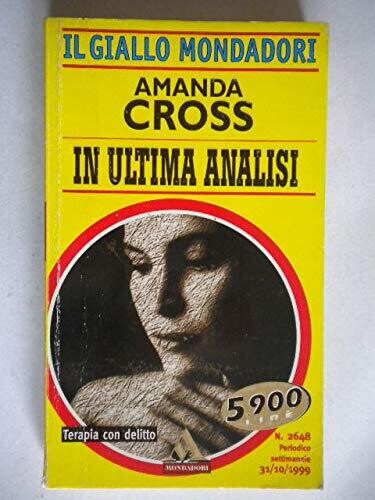 IL GIALLO MONDADORI
AMANDA
CROSS
IN ULTIMA ANALISI
5900
LIRE
Terapia con delitto
MONDADORI
N. 2648
Periodico
settimanale
31/10/1999